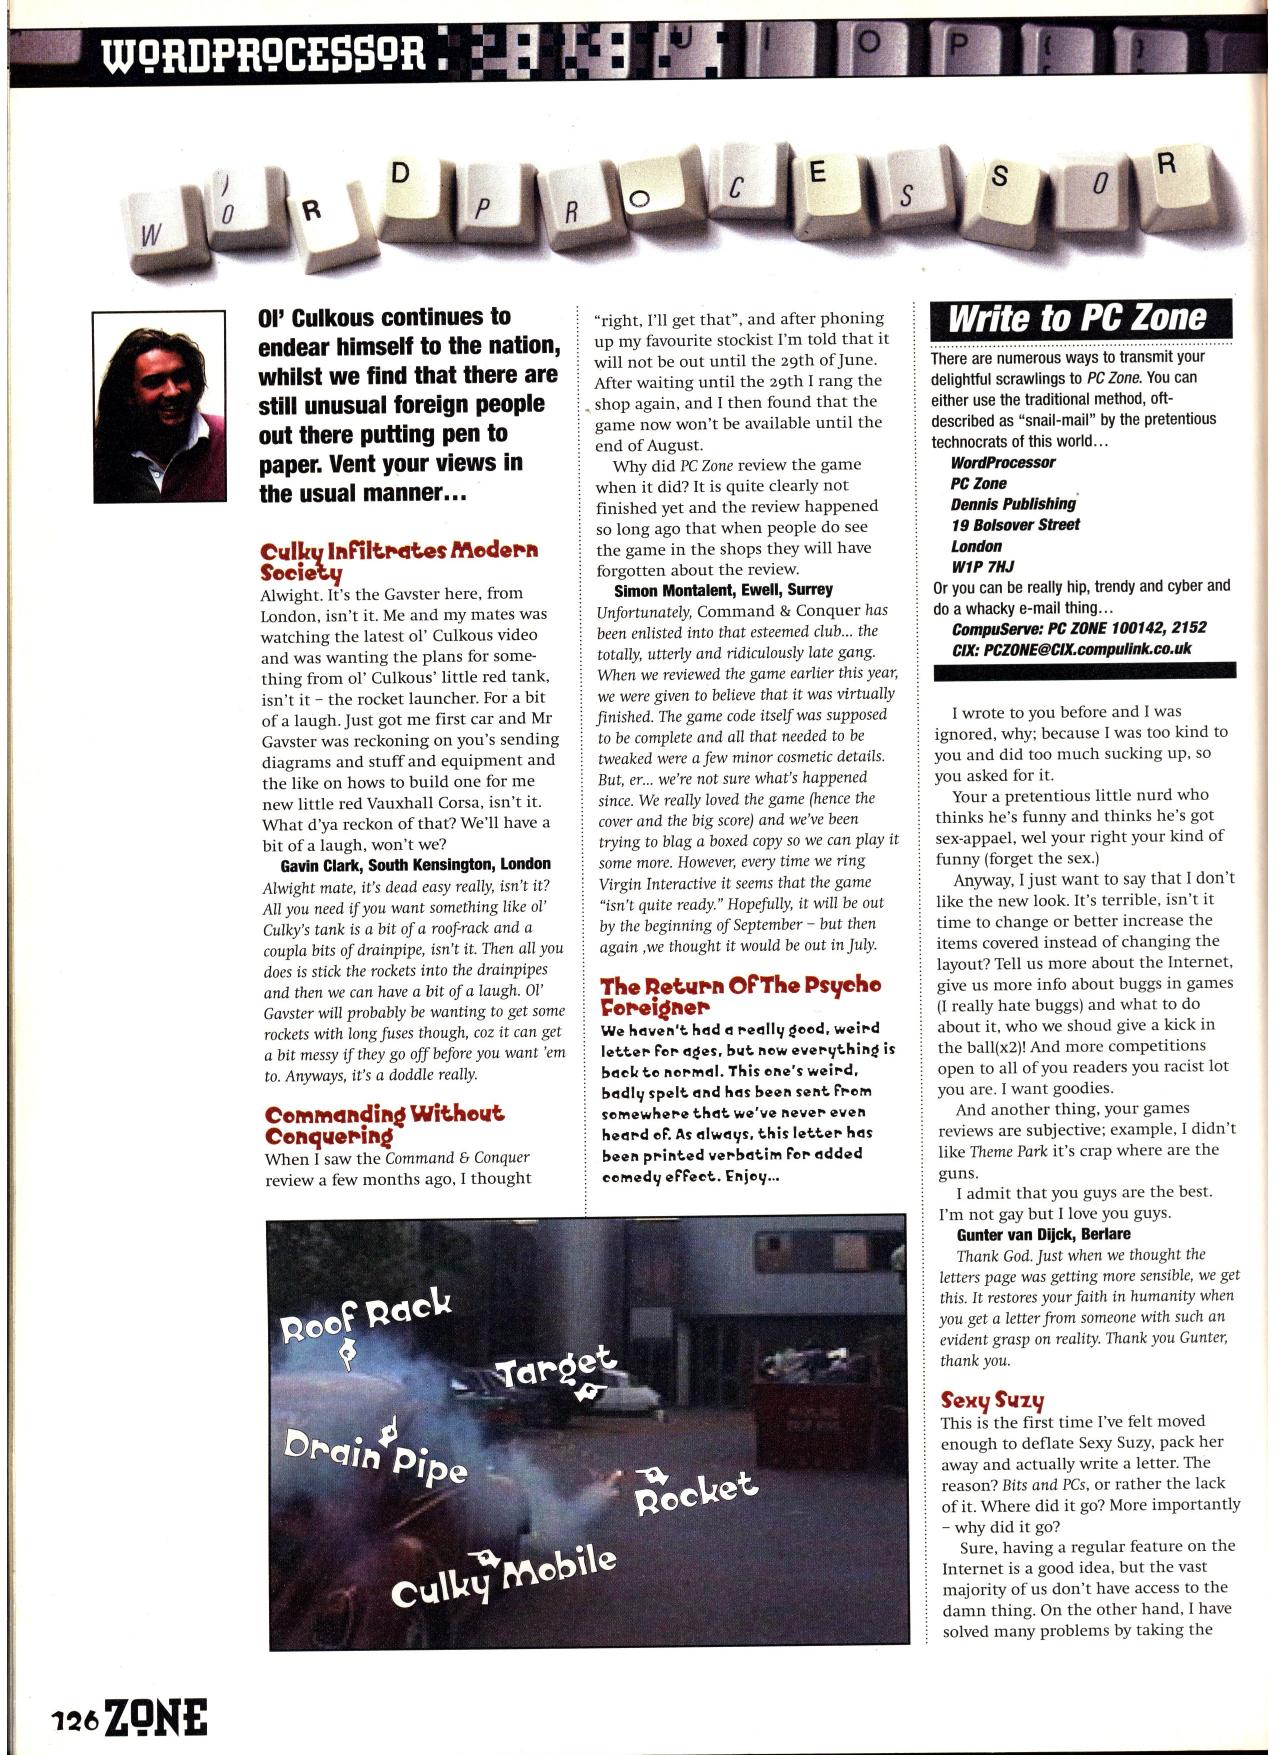 WORDPROCESSOR
U I O P { }
W ) O R D P R O C E S S O R
Ol' Culkous continues to
endear himself to the nation,
whilst we find that there are
still unusual foreign people
out there putting pen to
paper. Vent your views in
the usual manner...
Culky Infiltrates Modern
Society
Alwight. It's the Gavster here, from
London, isn't it. Me and my mates was
watching the latest ol' Culkous video
and was wanting the plans for some-
thing from ol' Culkous' little red tank,
isn't it – the rocket launcher. For a bit
of a laugh. Just got me first car and Mr
Gavster was reckoning on you's sending
diagrams and stuff and equipment and
the like on hows to build one for me
new little red Vauxhall Corsa, isn't it.
What d'ya reckon of that? We'll have a
bit of a laugh, won't we?
Gavin Clark, South Kensington, London
Alwight mate, it's dead easy really, isn't it?
All you need if you want something like ol'
Culky's tank is a bit of a roof-rack and a
coupla bits of drainpipe, isn't it. Then all you
does is stick the rockets into the drainpipes
and then we can have a bit of a laugh. Ol'
Gavster will probably be wanting to get some
rockets with long fuses though, coz it can get
a bit messy if they go off before you want 'em
to. Anyways, it's a doddle really.
Commanding Without
Conquering
When I saw the Command & Conquer
review a few months ago, I thought
"right, I'll get that", and after phoning
up my favourite stockist I'm told that it
will not be out until the 29th of June.
After waiting until the 29th I rang the
shop again, and I then found that the
game now won't be available until the
end of August.
Why did PC Zone review the game
when it did? It is quite clearly not
finished yet and the review happened
so long ago that when people do see
the game in the shops they will have
forgotten about the review.
Simon Montalent, Ewell, Surrey
Unfortunately, Command & Conquer has
been enlisted into that esteemed club... the
totally, utterly and ridiculously late gang.
When we reviewed the game earlier this year,
we were given to believe that it was virtually
finished. The game code itself was supposed
to be complete and all that needed to be
tweaked were a few minor cosmetic details.
But, er... we're not sure what's happened
since. We really loved the game (hence the
cover and the big score) and we've been
trying to blag a boxed copy so we can play it
some more. However, every time we ring
Virgin Interactive it seems that the game
"isn't quite ready." Hopefully, it will be out
by the beginning of September – but then
again ,we thought it would be out in July.
The Return Of The Psycho
Foreigner
We haven't had a really good, weird
letter for ages, but now everything is
back to normal. This one's weird,
badly spelt and has been sent from
somewhere that we've never even
heard of. As always, this letter has
been printed verbatim for added
comedy effect. Enjoy...
Roof Rack
Target
Drain Pipe
Rocket
Culky Mobile
Write to PC Zone
There are numerous ways to transmit your
delightful scrawlings to PC Zone. You can
either use the traditional method, oft-
described as "snail-mail" by the pretentious
technocrats of this world...
WordProcessor
PC Zone
Dennis Publishing
19 Bolsover Street
London
W1P 7HJ
Or you can be really hip, trendy and cyber and
do a whacky e-mail thing...
CompuServe: PC ZONE 100142, 2152
CIX: PCZONE@CIX.compulink.co.uk
I wrote to you before and I was
ignored, why; because I was too kind to
you and did too much sucking up, so
you asked for it.
Your a pretentious little nurd who
thinks he's funny and thinks he's got
sex-appael, wel your right your kind of
funny (forget the sex.)
Anyway, I just want to say that I don't
like the new look. It's terrible, isn't it
time to change or better increase the
items covered instead of changing the
layout? Tell us more about the Internet,
give us more info about buggs in games
(I really hate buggs) and what to do
about it, who we shoud give a kick in
the ball(x2)! And more competitions
open to all of you readers you racist lot
you are. I want goodies.
And another thing, your games
reviews are subjective; example, I didn't
like Theme Park it's crap where are the
guns.
I admit that you guys are the best.
I'm not gay but I love you guys.
Gunter van Dijck, Berlare
Thank God. Just when we thought the
letters page was getting more sensible, we get
this. It restores your faith in humanity when
you get a letter from someone with such an
evident grasp on reality. Thank you Gunter,
thank you.
Sexy Suzy
This is the first time I've felt moved
enough to deflate Sexy Suzy, pack her
away and actually write a letter. The
reason? Bits and PCs, or rather the lack
of it. Where did it go? More importantly
– why did it go?
Sure, having a regular feature on the
Internet is a good idea, but the vast
majority of us don't have access to the
damn thing. On the other hand, I have
solved many problems by taking the
126 ZONE